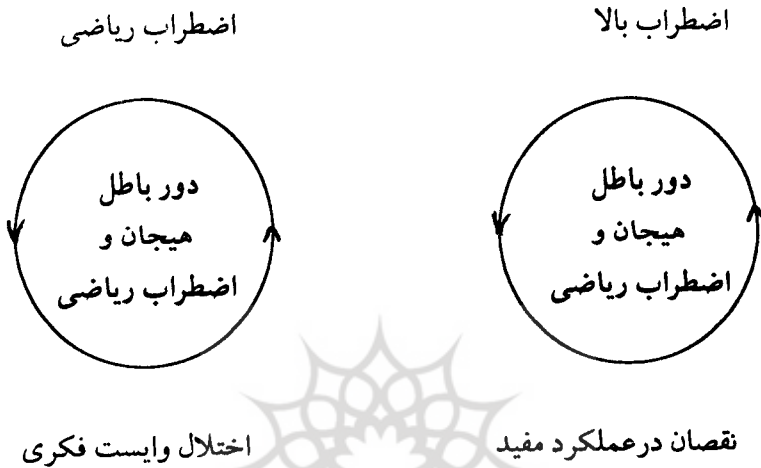 اضطراب بالا
دور باطل
هیجان و
اضطراب ریاضی
نقصان درعملکرد مفید
اضطراب ریاضی
دور باطل
هیجان و
اضطراب ریاضی
اختلال وایست فکری